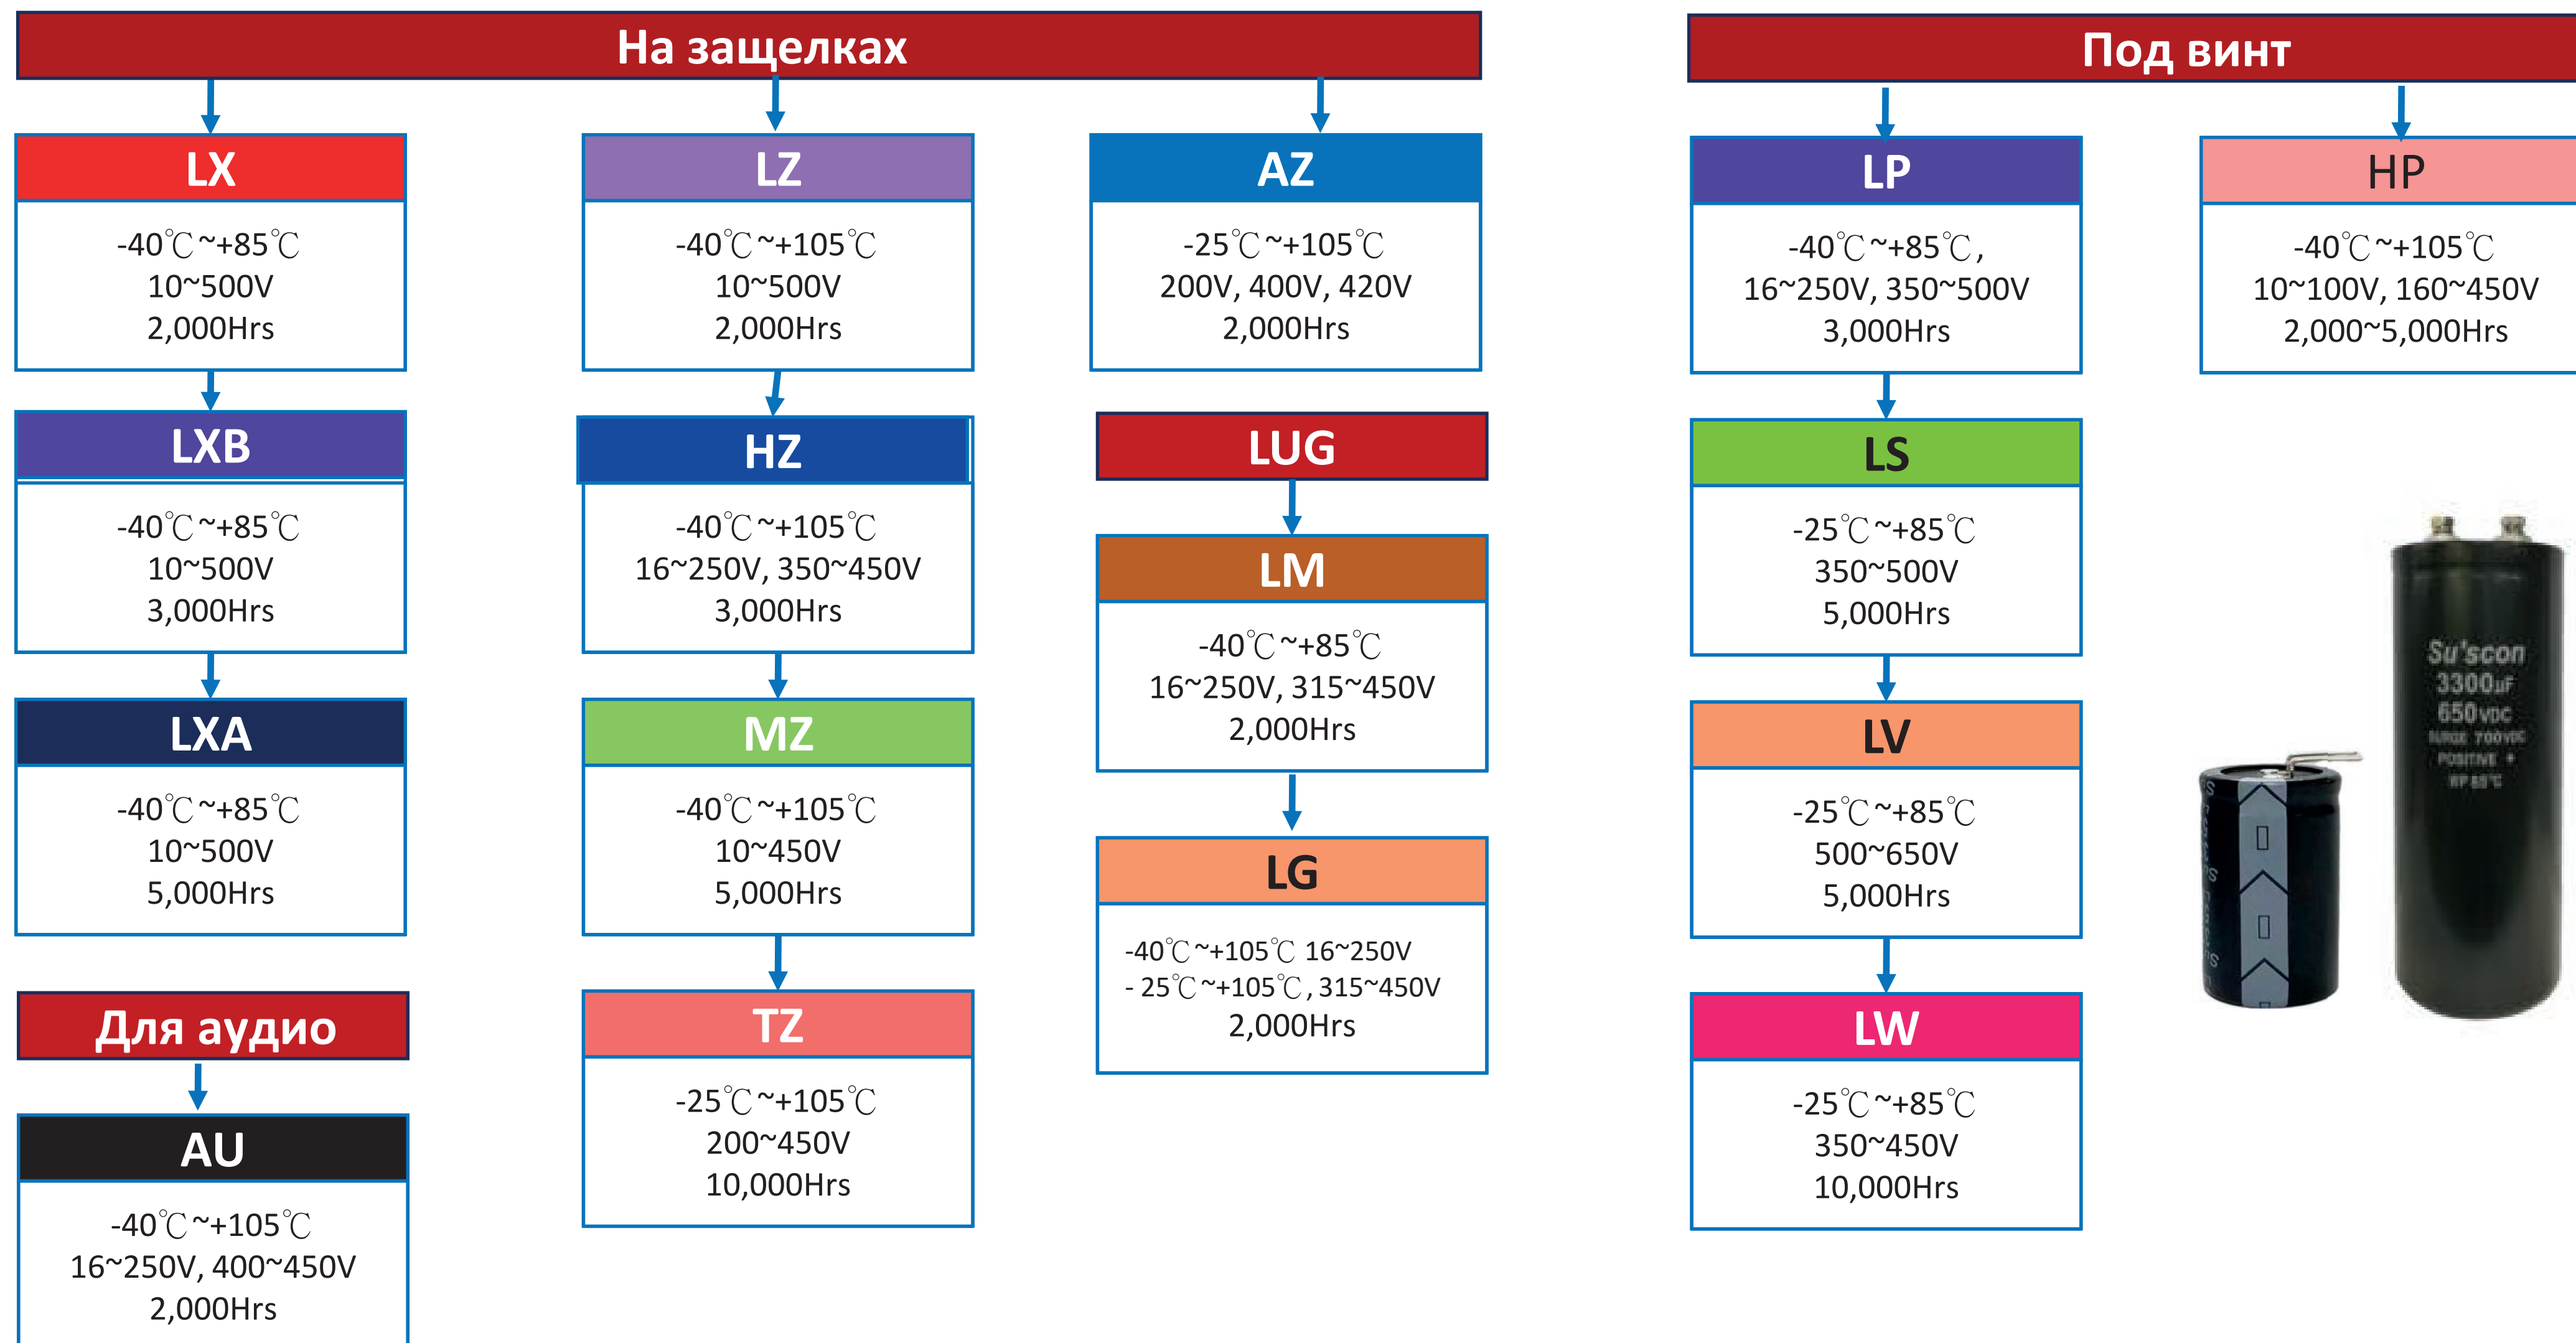 На защелках
LX
-40℃~+85℃
10~500V
2,000Hrs
LXB
-40℃~+85℃
10~500V
3,000Hrs
LXA
-40℃~+85℃
10~500V
5,000Hrs
LZ
-40℃~+105℃
10~500V
2,000Hrs
HZ
-40℃~+105℃
16~250V, 350~450V
3,000Hrs
MZ
-40℃~+105℃
10~450V
5,000Hrs
TZ
-25℃~+105℃
200~450V
10,000Hrs
AZ
-25℃~+105℃
200V, 400V, 420V
2,000Hrs
LUG
LM
-40℃~+85℃
16~250V, 315~450V
2,000Hrs
LG
-40℃~+105℃ 16~250V
- 25℃~+105℃, 315~450V
2,000Hrs
Для аудио
AU
-40℃~+105℃
16~250V, 400~450V
2,000Hrs
Под винт
LP
-40℃~+85℃,
16~250V, 350~500V
3,000Hrs
LS
-25℃~+85℃
350~500V
5,000Hrs
LV
-25℃~+85℃
500~650V
5,000Hrs
LW
-25℃~+85℃
350~450V
10,000Hrs
HP
-40℃~+105℃
10~100V, 160~450V
2,000~5,000Hrs
Su'scon
3300µF
650VDC
SURGE 700VDC
POSITIVE +